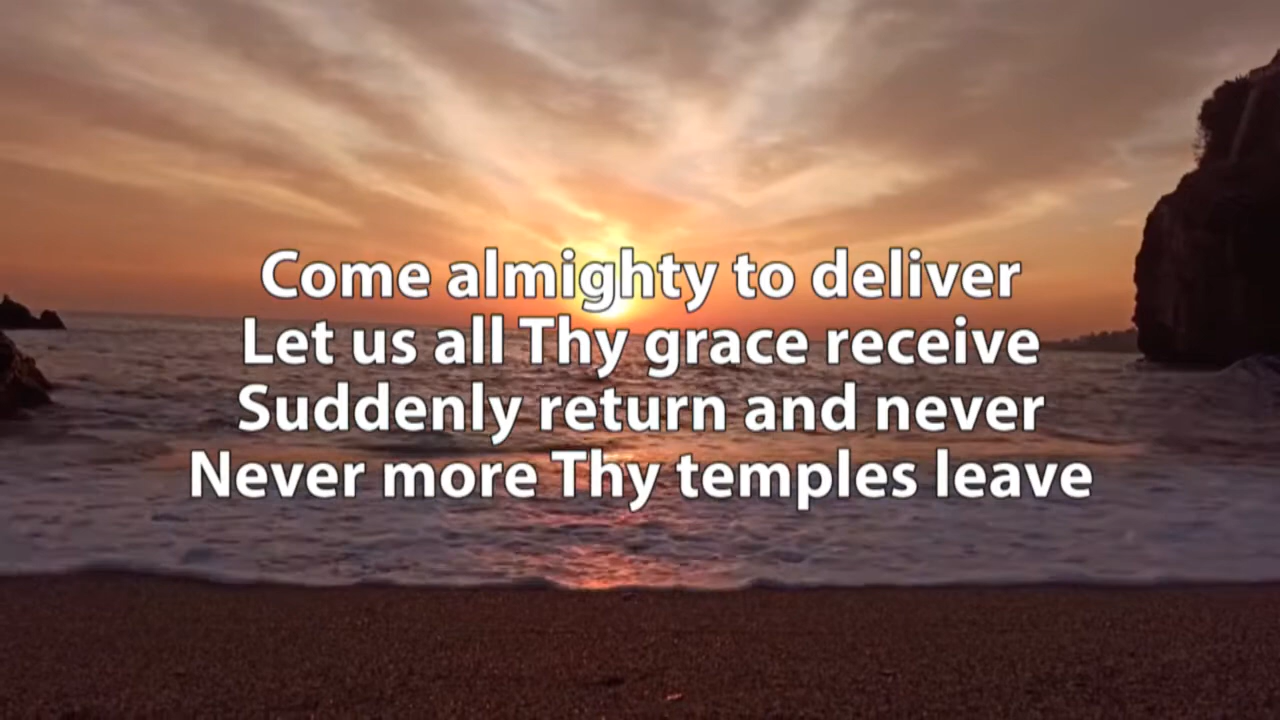 Come almighty to deliver
Let us all Thy grace receive
Suddenly return and never
Never more Thy temples leave